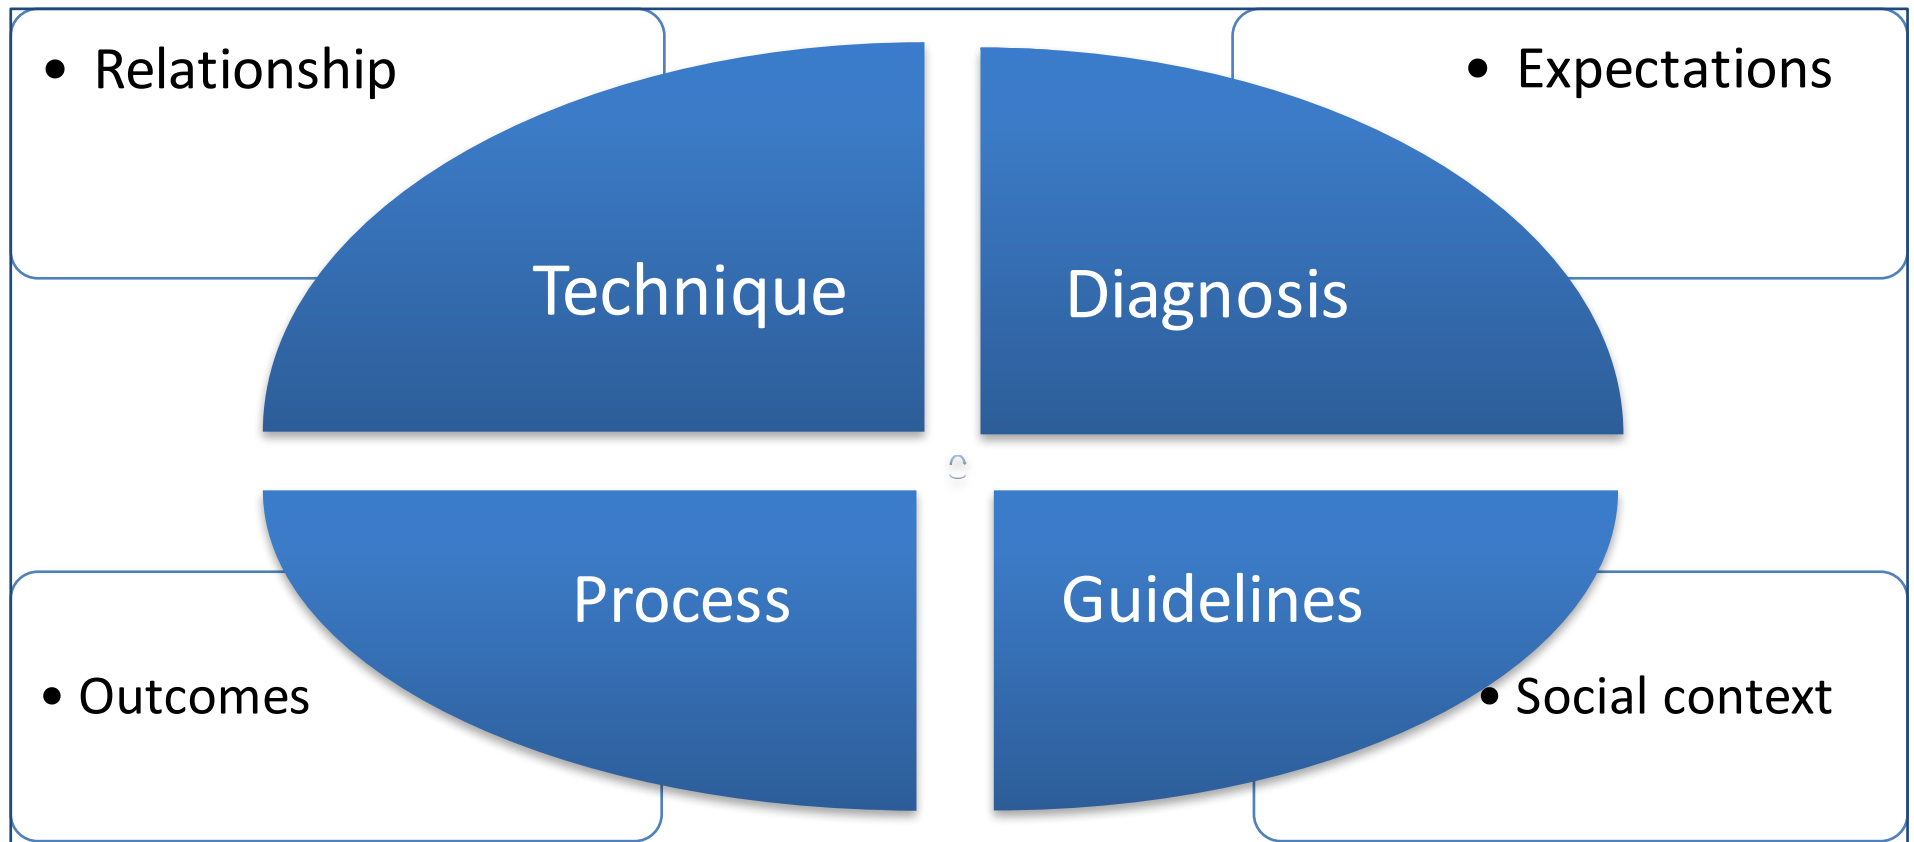 • Relationship
• Expectations
Technique
Diagnosis
Process
Guidelines
• Outcomes
• Social context